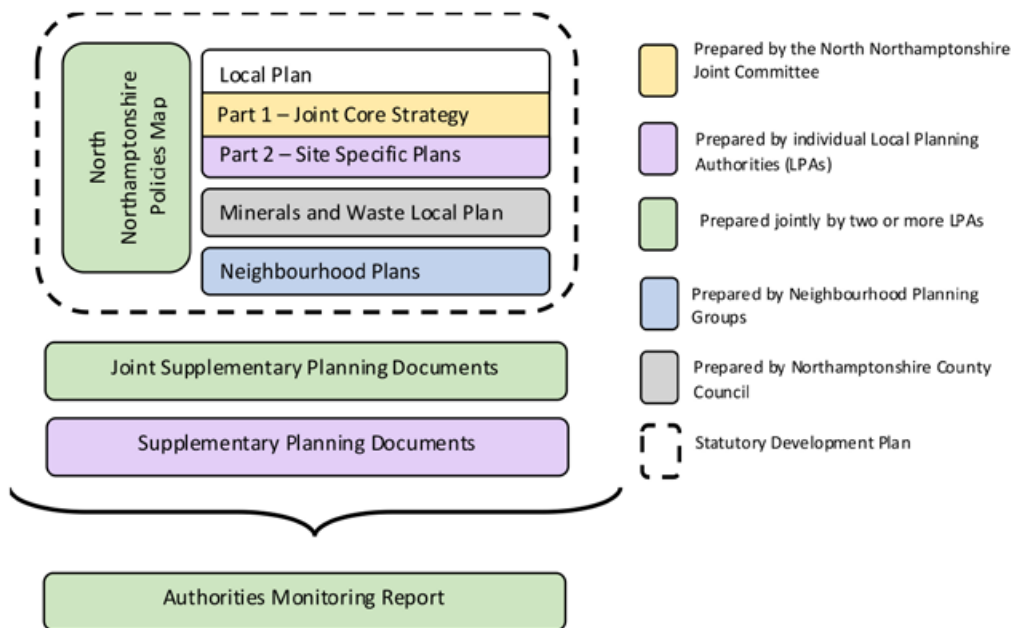 North
Northamptonshire
Policies Map
Local Plan
Part 1 – Joint Core Strategy
Part 2 – Site Specific Plans
Minerals and Waste Local Plan
Neighbourhood Plans
Joint Supplementary Planning Documents
Supplementary Planning Documents
Authorities Monitoring Report
Prepared by the North Northamptonshire
Joint Committee
Prepared by individual Local Planning
Authorities (LPAs)
Prepared jointly by two or more LPAs
Prepared by Neighbourhood Planning
Groups
Prepared by Northamptonshire County
Council
Statutory Development Plan